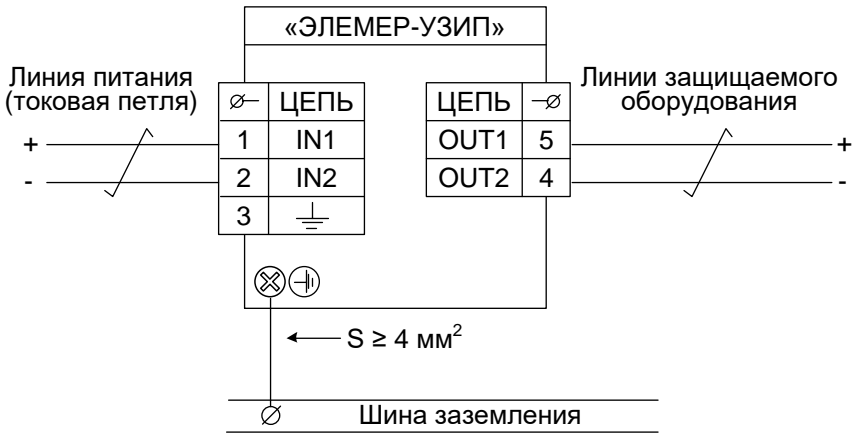 «ЭЛЕМЕР-УЗИП»
Линия питания
(токовая петля)
Линии защищаемого
оборудования
ЦЕПЬ
ЦЕПЬ
+ 1 IN1
OUT1 5 +
- 2 IN2
OUT2 4 -
3
S ≥ 4 мм²
Шина заземления